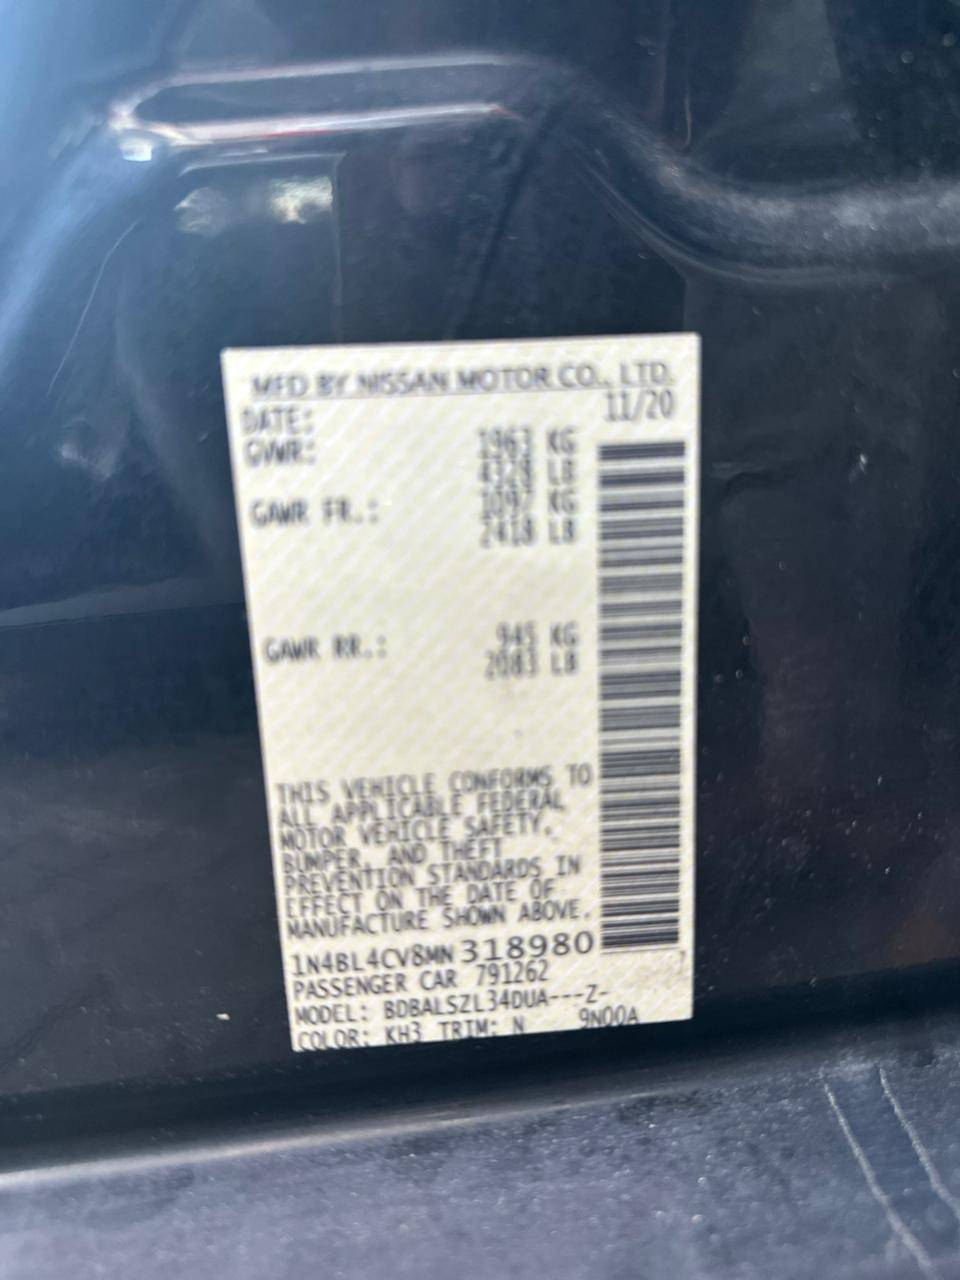 MFD BY NISSAN MOTOR CO., LTD.
DATE: 11/20
GVWR: 1963 KG
4328 LB
GAWR FR.: 1097 KG
2418 LB
GAWR RR.: 945 KG
2083 LB
THIS VEHICLE CONFORMS TO
ALL APPLICABLE FEDERAL
MOTOR VEHICLE SAFETY,
BUMPER, AND THEFT
PREVENTION STANDARDS IN
EFFECT ON THE DATE OF
MANUFACTURE SHOWN ABOVE.
1N4BL4CV8MN318980
PASSENGER CAR 791262
MODEL: BDBALSZL34DUA---Z-
COLOR: KH3 TRIM: N 9N00A